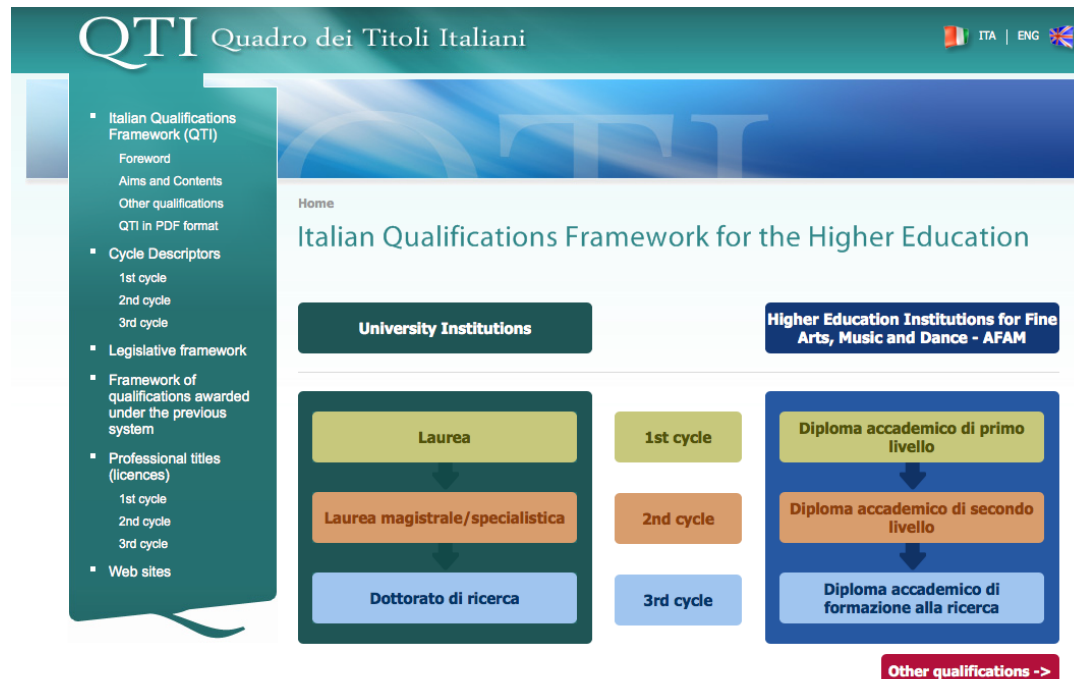 QTI Quadro dei Titoli Italiani
ITA | ENG
QTI
Italian Qualifications
Framework (QTI)
Foreword
Aims and Contents
Other qualifications
QTI in PDF format
Cycle Descriptors
1st cycle
2nd cycle
3rd cycle
Legislative framework
Framework of
qualifications awarded
under the previous
system
Professional titles
(licences)
1st cycle
2nd cycle
3rd cycle
Web sites
Home
Italian Qualifications Framework for the Higher Education
University Institutions
Higher Education Institutions for Fine
Arts, Music and Dance - AFAM
Laurea
1st cycle
Diploma accademico di primo
livello
Laurea magistrale/specialistica
2nd cycle
Diploma accademico di secondo
livello
Dottorato di ricerca
3rd cycle
Diploma accademico di
formazione alla ricerca
Other qualifications ->